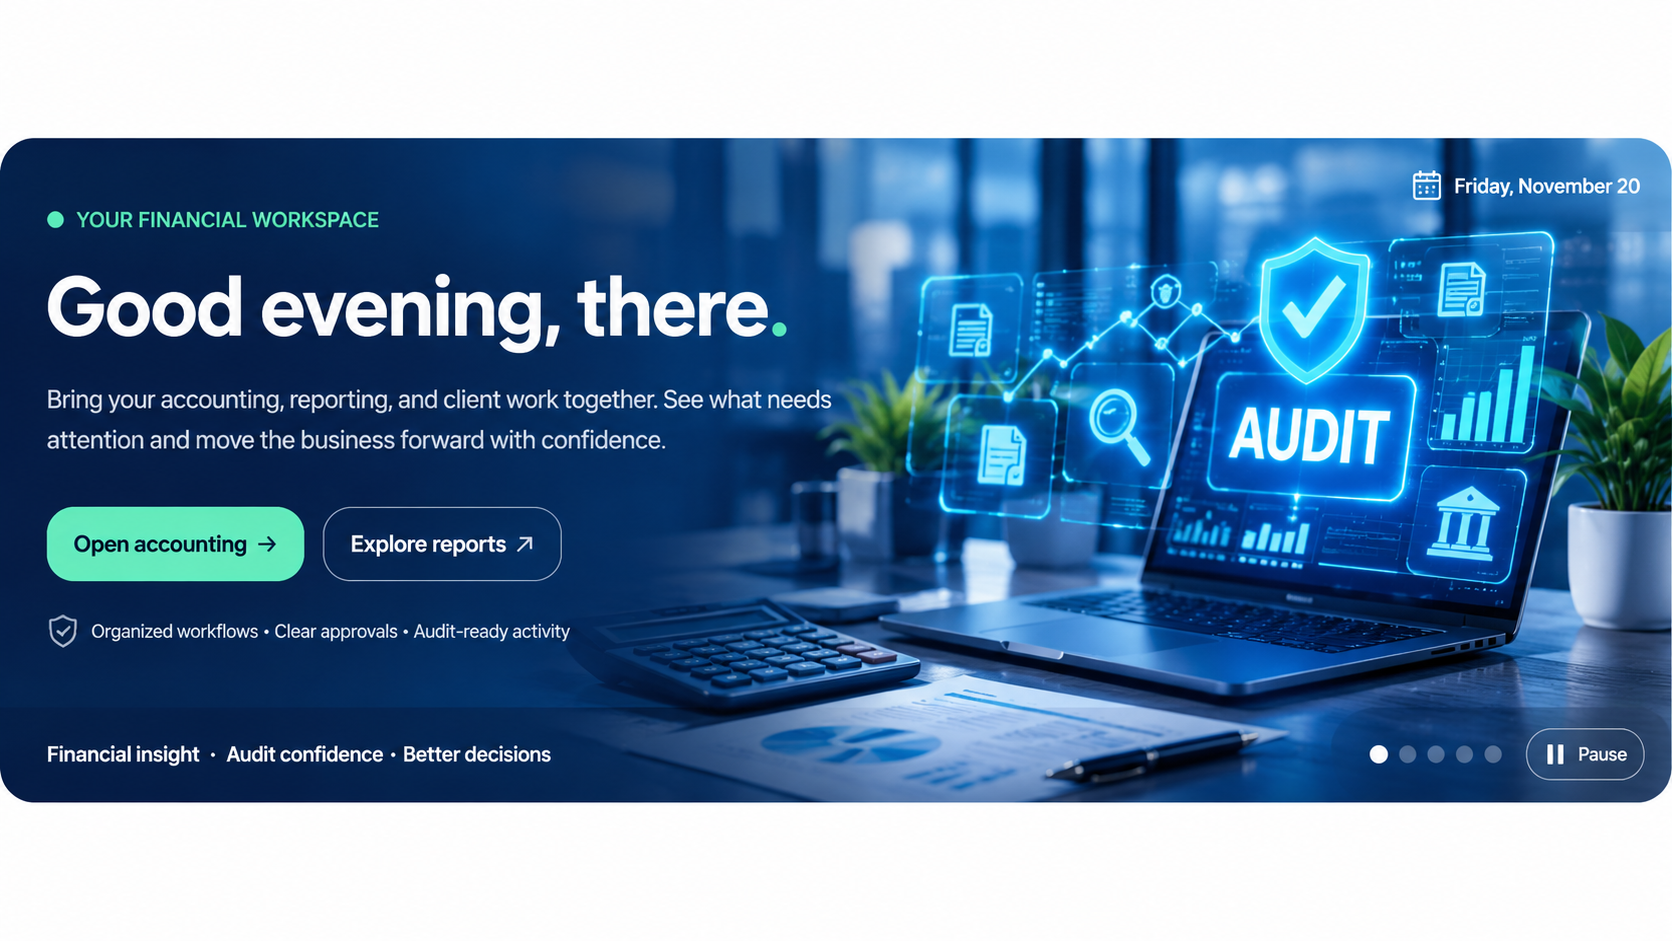 Friday, November 20
YOUR FINANCIAL WORKSPACE
Good evening, there.
Bring your accounting, reporting, and client work together. See what needs
attention and move the business forward with confidence.
AUDIT
Open accounting →
Explore reports ↗
Organized workflows • Clear approvals • Audit-ready activity
Financial insight • Audit confidence • Better decisions
Pause